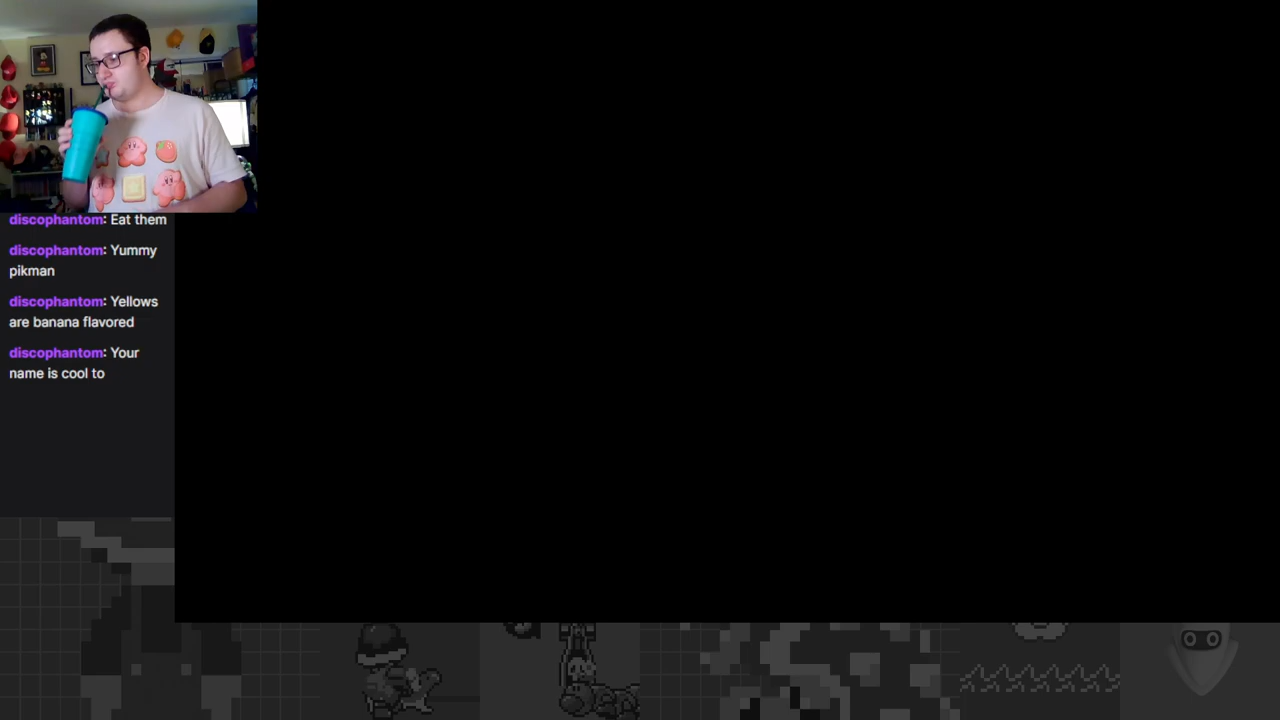 discophantom: Eat them
discophantom: Yummy
pikman
discophantom: Yellows
are banana flavored
discophantom: Your
name is cool to